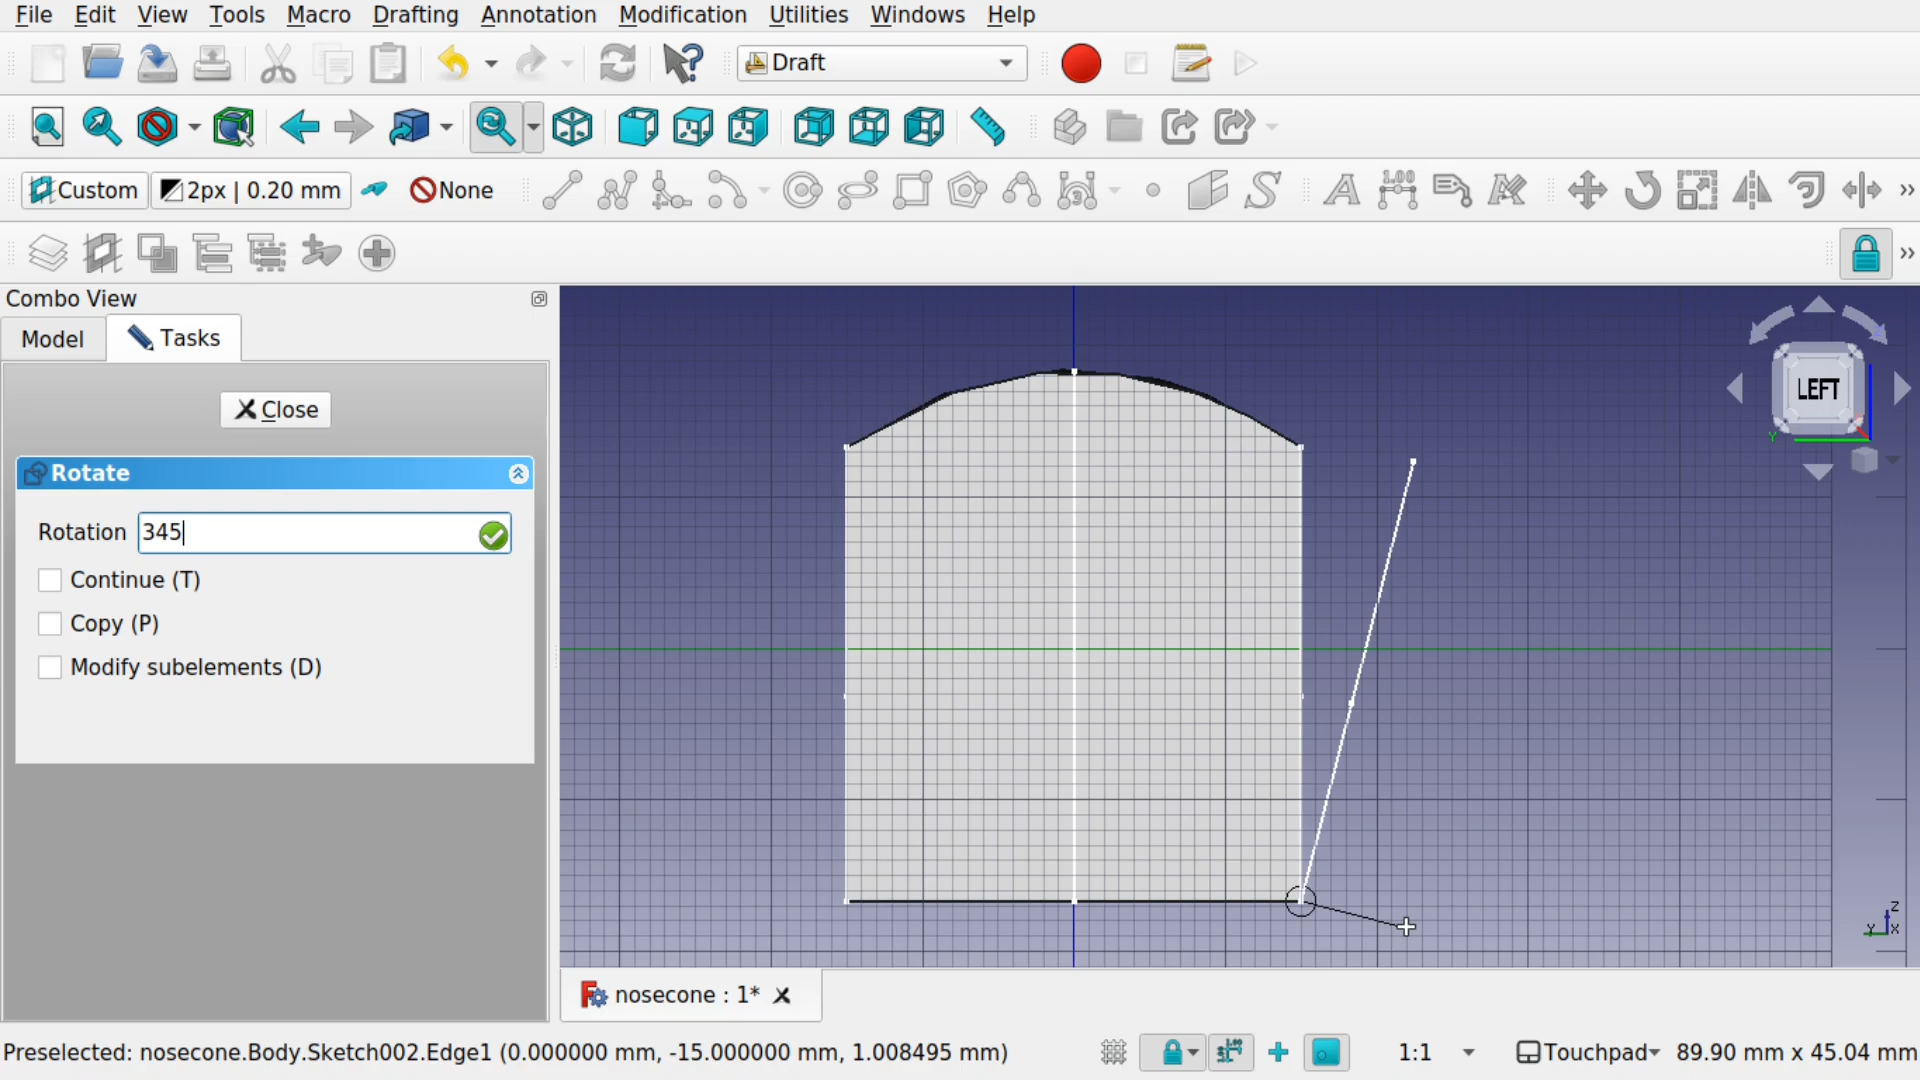 File Edit View Tools Macro Drafting Annotation Modification Utilities Windows Help
Draft
Custom 2px | 0.20 mm None
Combo View
Model Tasks
Close
Rotate
Rotation 345
Continue (T)
Copy (P)
Modify subelements (D)
LEFT
Y
Z
Y X
nosecone : 1*
Preselected: nosecone.Body.Sketch002.Edge1 (0.000000 mm, -15.000000 mm, 1.008495 mm) 1:1 Touchpad 89.90 mm x 45.04 mm